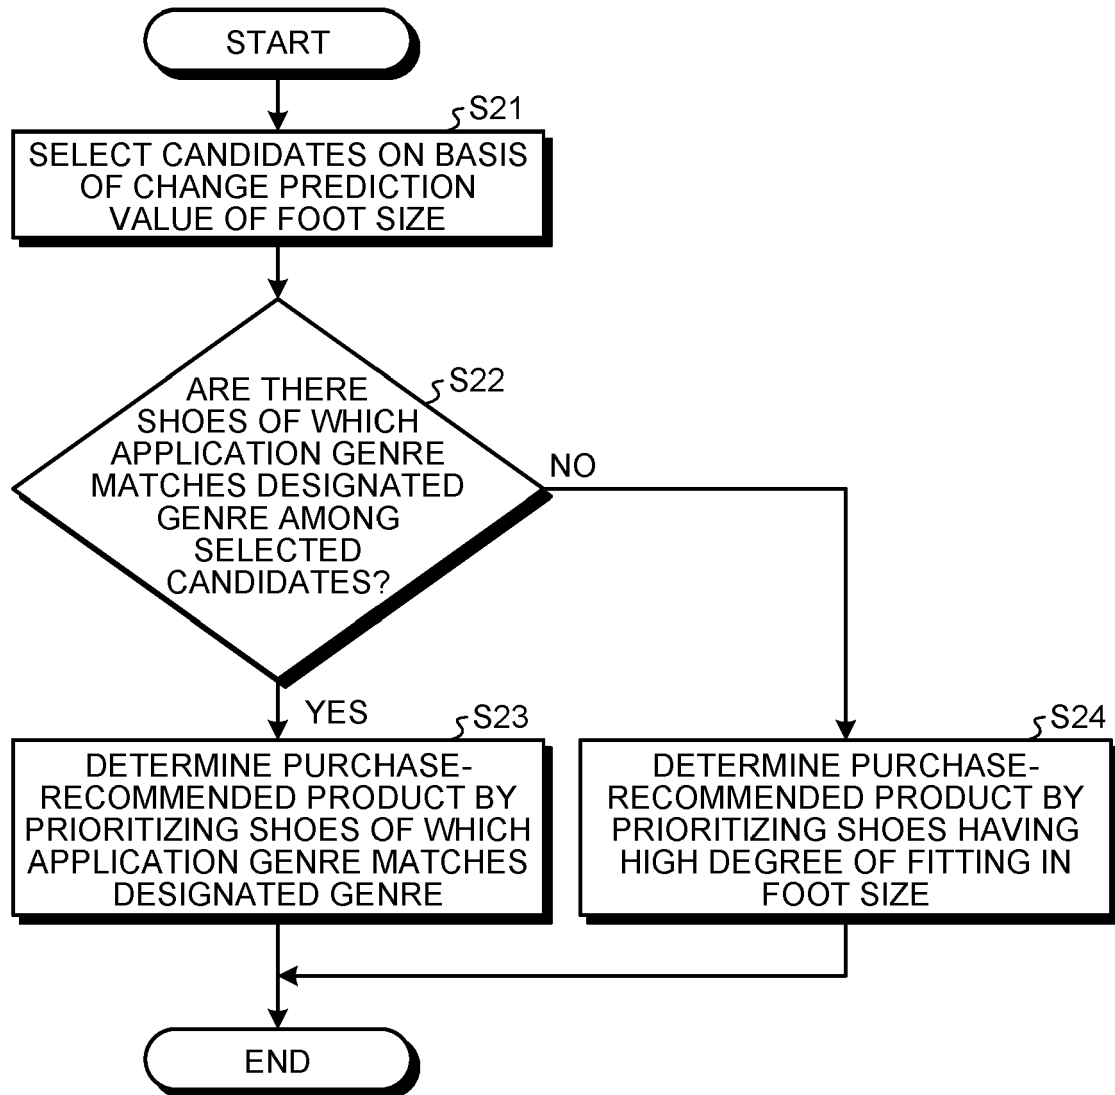 START
S21
SELECT CANDIDATES ON BASIS
OF CHANGE PREDICTION
VALUE OF FOOT SIZE
S22
ARE THERE
SHOES OF WHICH
APPLICATION GENRE
MATCHES DESIGNATED
GENRE AMONG
SELECTED
CANDIDATES?
NO
YES
S23
DETERMINE PURCHASE-
RECOMMENDED PRODUCT BY
PRIORITIZING SHOES OF WHICH
APPLICATION GENRE MATCHES
DESIGNATED GENRE
S24
DETERMINE PURCHASE-
RECOMMENDED PRODUCT BY
PRIORITIZING SHOES HAVING
HIGH DEGREE OF FITTING IN
FOOT SIZE
END